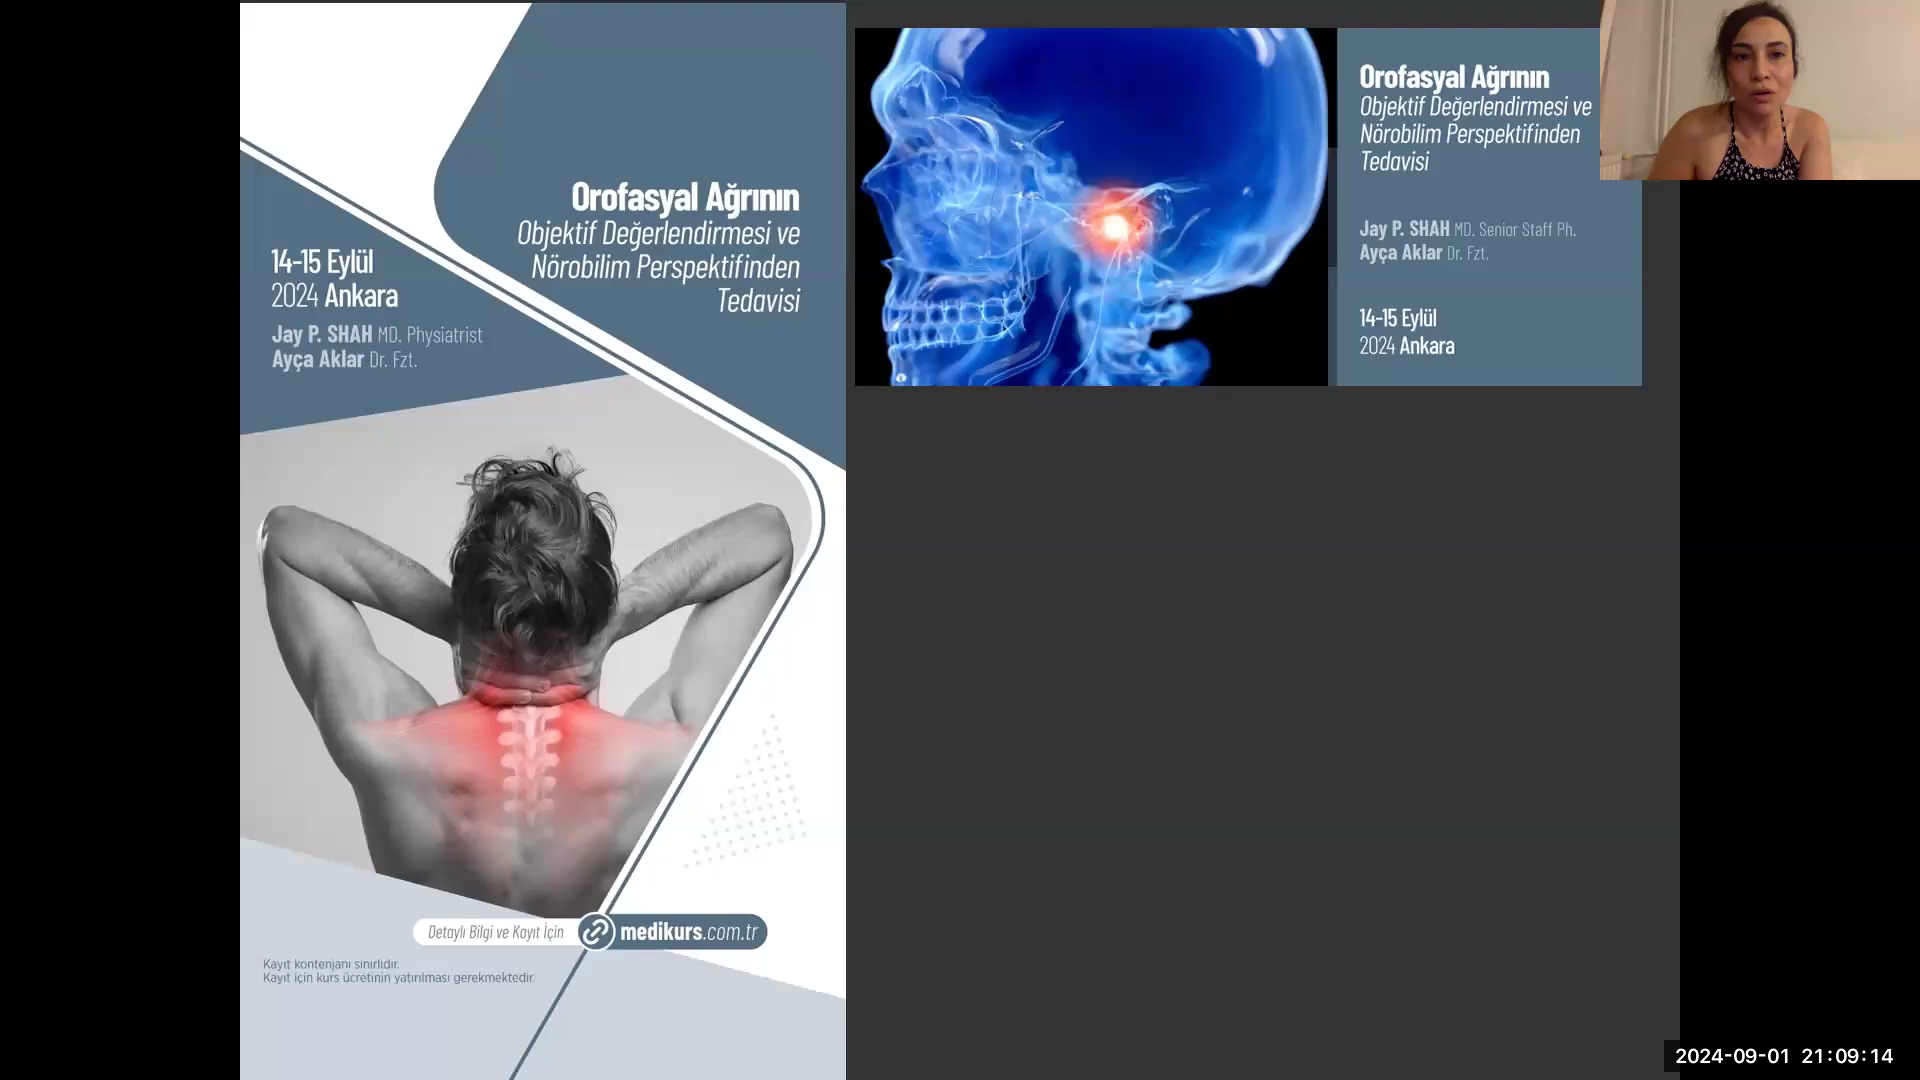 Orofasyal Ağrının
Objektif Değerlendirmesi ve
Nörobilim Perspektifinden
Tedavisi
14-15 Eylül
2024 Ankara
Jay P. SHAH MD. Physiatrist
Ayça Aklar Dr. Fzt.
Detaylı Bilgi ve Kayıt İçin
medikurs.com.tr
Kayıt kontenjanı sınırlıdır.
Kayıt için kurs ücretinin yatırılması gerekmektedir.
Orofasyal Ağrının
Objektif Değerlendirmesi ve
Nörobilim Perspektifinden
Tedavisi
Jay P. SHAH MD. Senior Staff Ph.
Ayça Aklar Dr. Fzt.
14-15 Eylül
2024 Ankara
2024-09-01 21:09:14